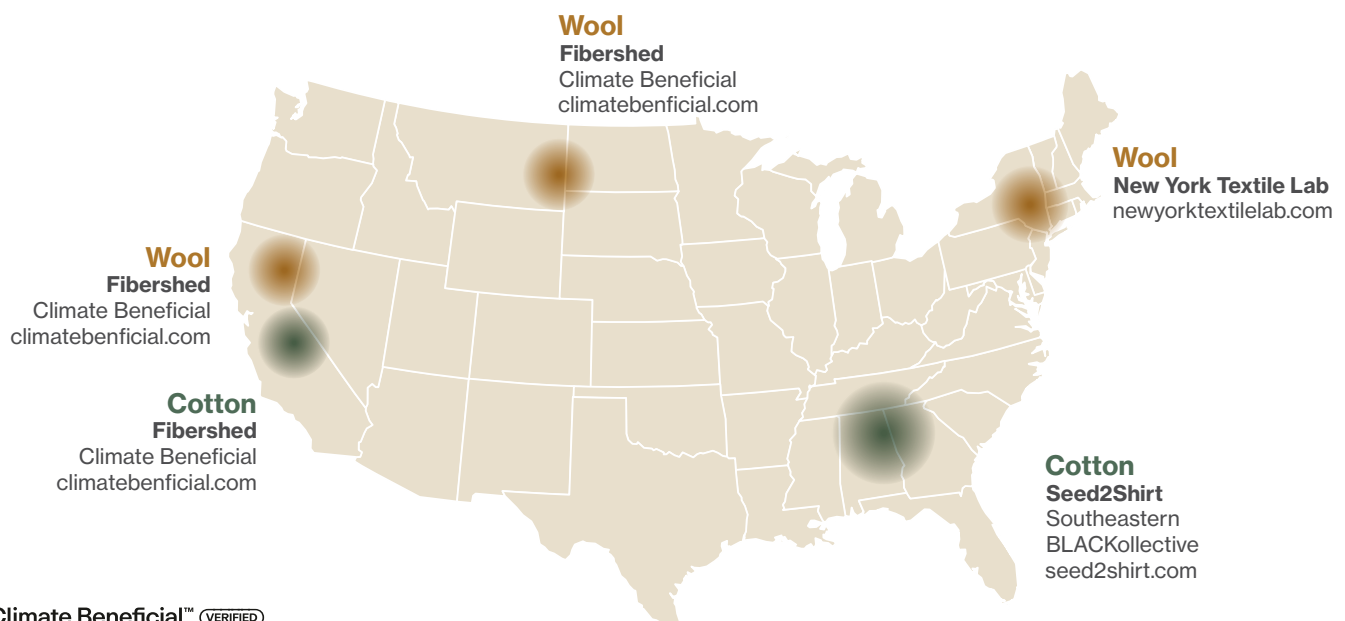 Wool
Fibershed
Climate Beneficial
climatebenficial.com
Wool
New York Textile Lab
newyorktextilelab.com
Wool
Fibershed
Climate Beneficial
climatebenficial.com
Cotton
Fibershed
Climate Beneficial
climatebenficial.com
Cotton
Seed2Shirt
Southeastern
BLACKollective
seed2shirt.com
Climate Beneficial™ VERIFIED